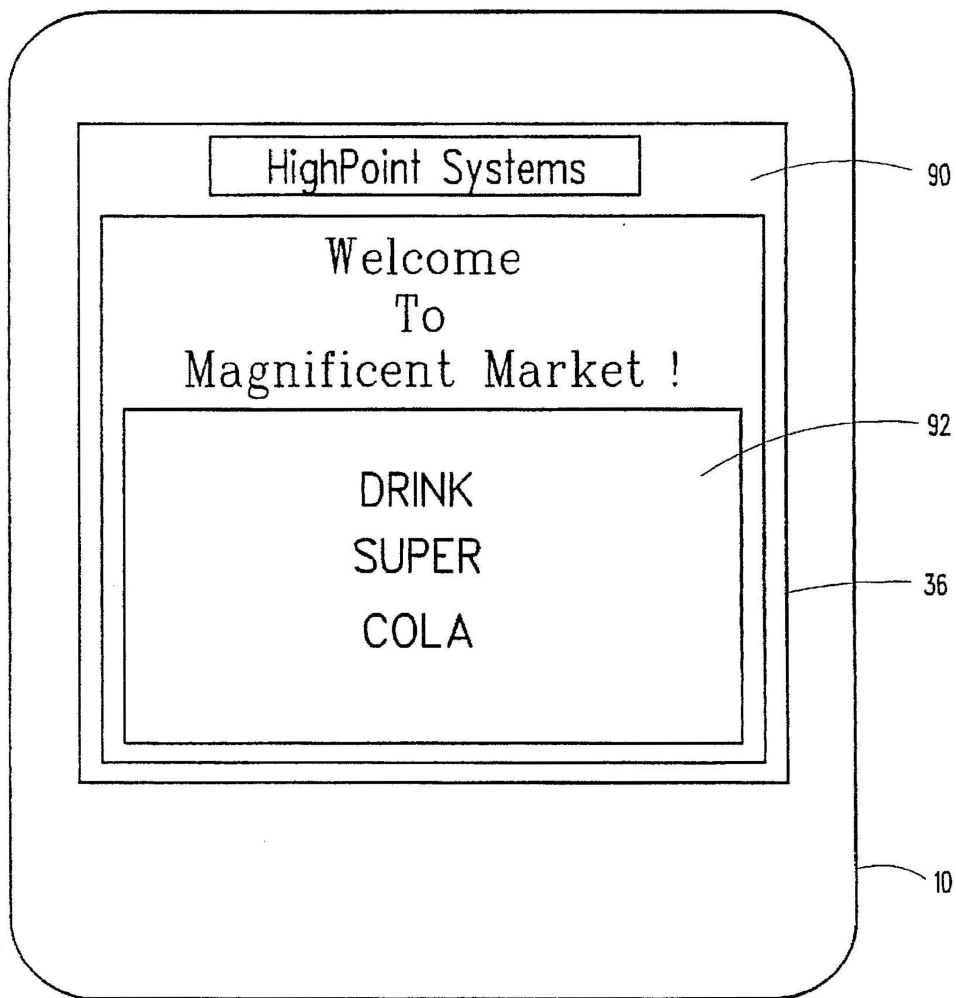 HighPoint Systems
90
Welcome
To
Magnificent Market !
92
DRINK
SUPER
36
COLA
10